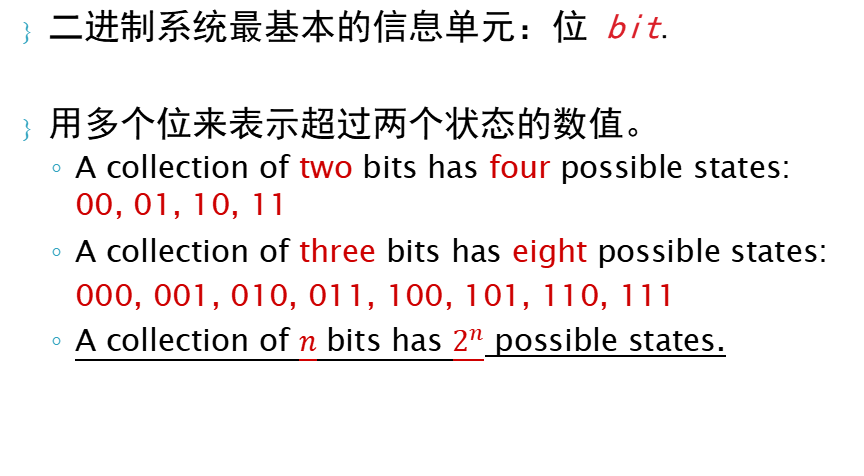 二进制系统最基本的信息单元：位 bit.
用多个位来表示超过两个状态的数值。
A collection of two bits has four possible states:
00, 01, 10, 11
A collection of three bits has eight possible states:
000, 001, 010, 011, 100, 101, 110, 111
A collection of n bits has 2ⁿ possible states.